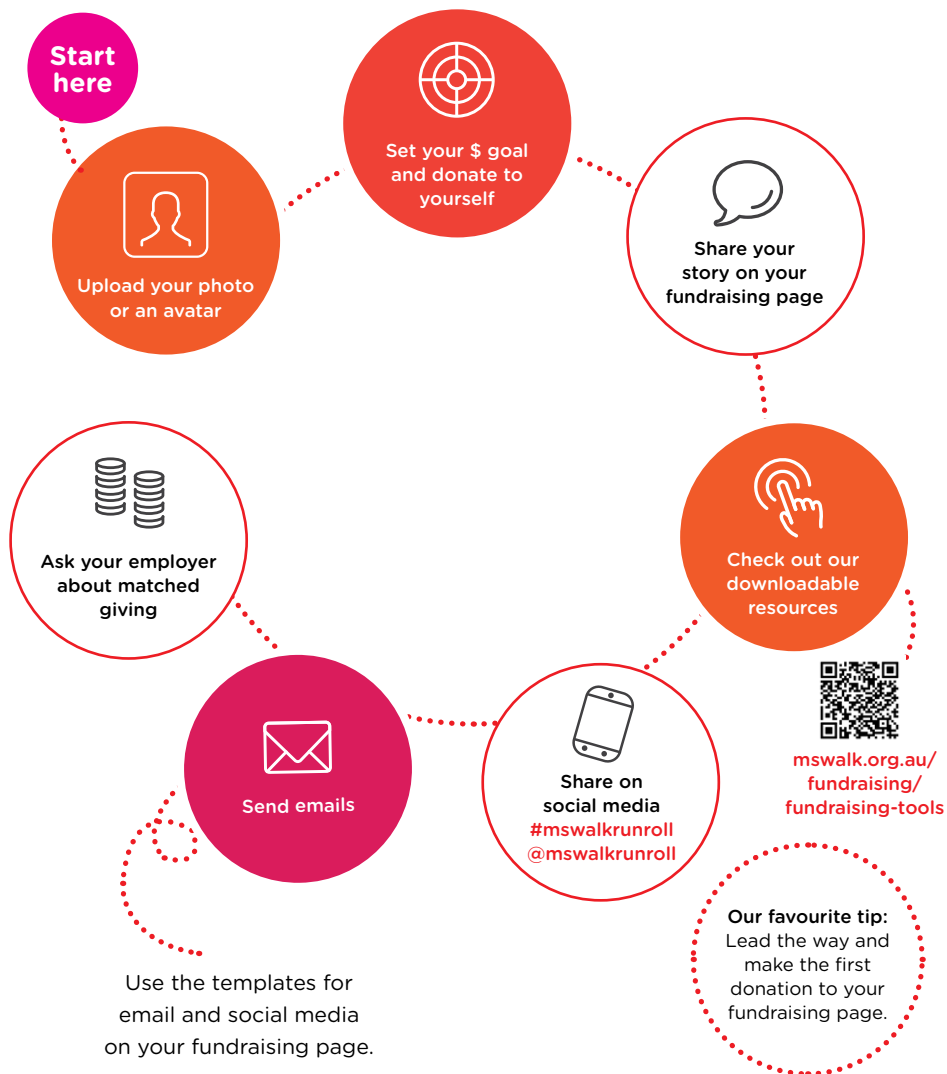 Start
here
Upload your photo
or an avatar
Set your $ goal
and donate to
yourself
Share your
story on your
fundraising page
Check out our
downloadable
resources
mswalk.org.au/
fundraising/
fundraising-tools
Share on
social media
#mswalkrunroll
@mswalkrunroll
Send emails
Use the templates for
email and social media
on your fundraising page.
Ask your employer
about matched
giving
Our favourite tip:
Lead the way and
make the first
donation to your
fundraising page.